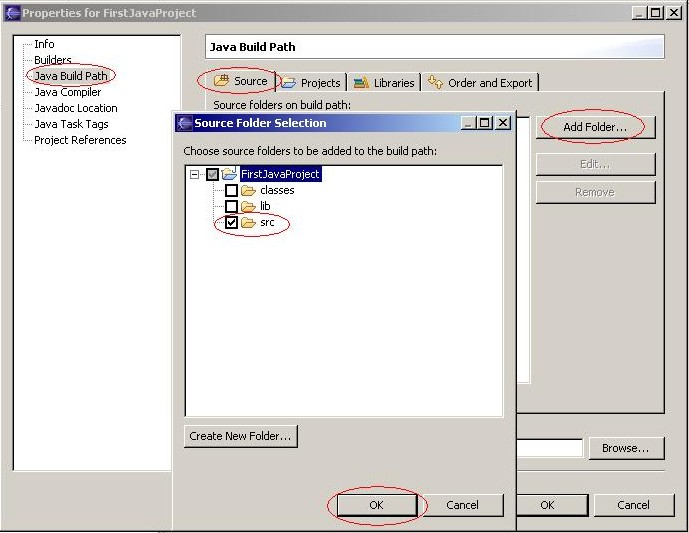 Properties for FirstJavaProject
Info
Builders
Java Build Path
Java Compiler
Javadoc Location
Java Task Tags
Project References
Java Build Path
Source
Projects
Libraries
Order and Export
Source folders on build path:
Add Folder...
Edit...
Remove
Source Folder Selection
Choose source folders to be added to the build path:
FirstJavaProject
classes
lib
src
Create New Folder...
OK
Cancel
Browse...
OK
Cancel